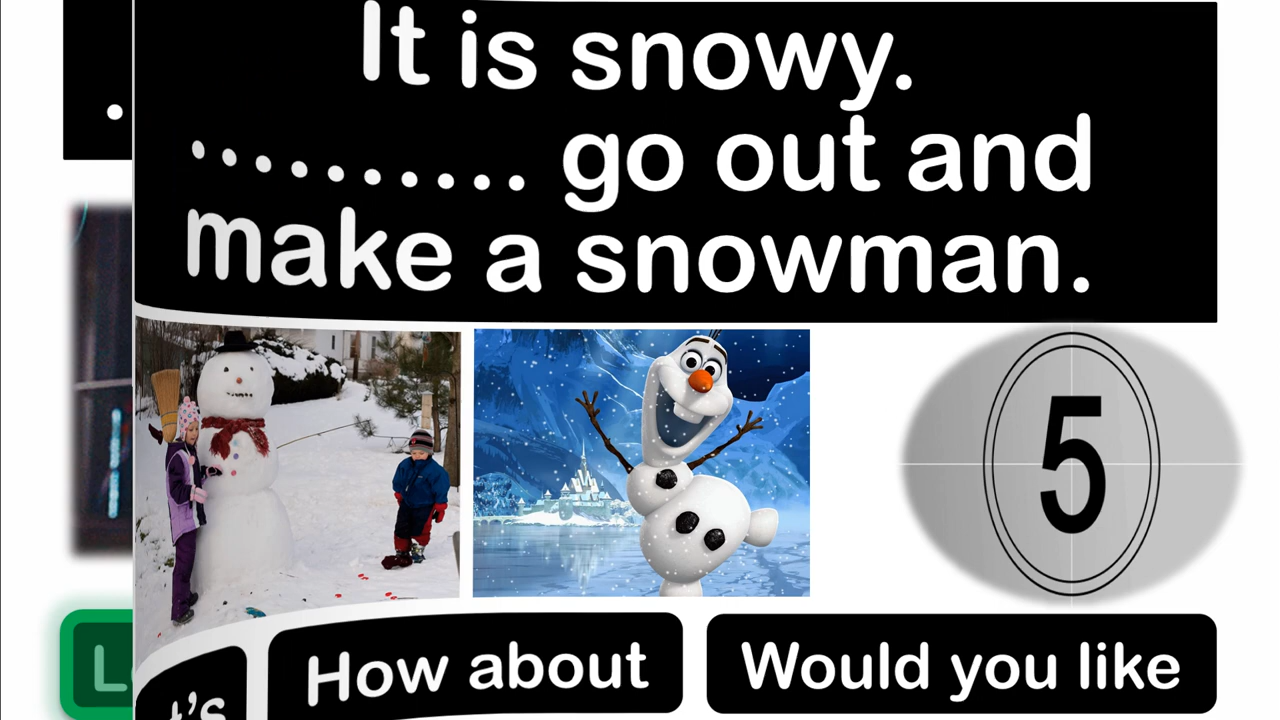 It is snowy.
.......... go out and
make a snowman.
5
How about
Would you like